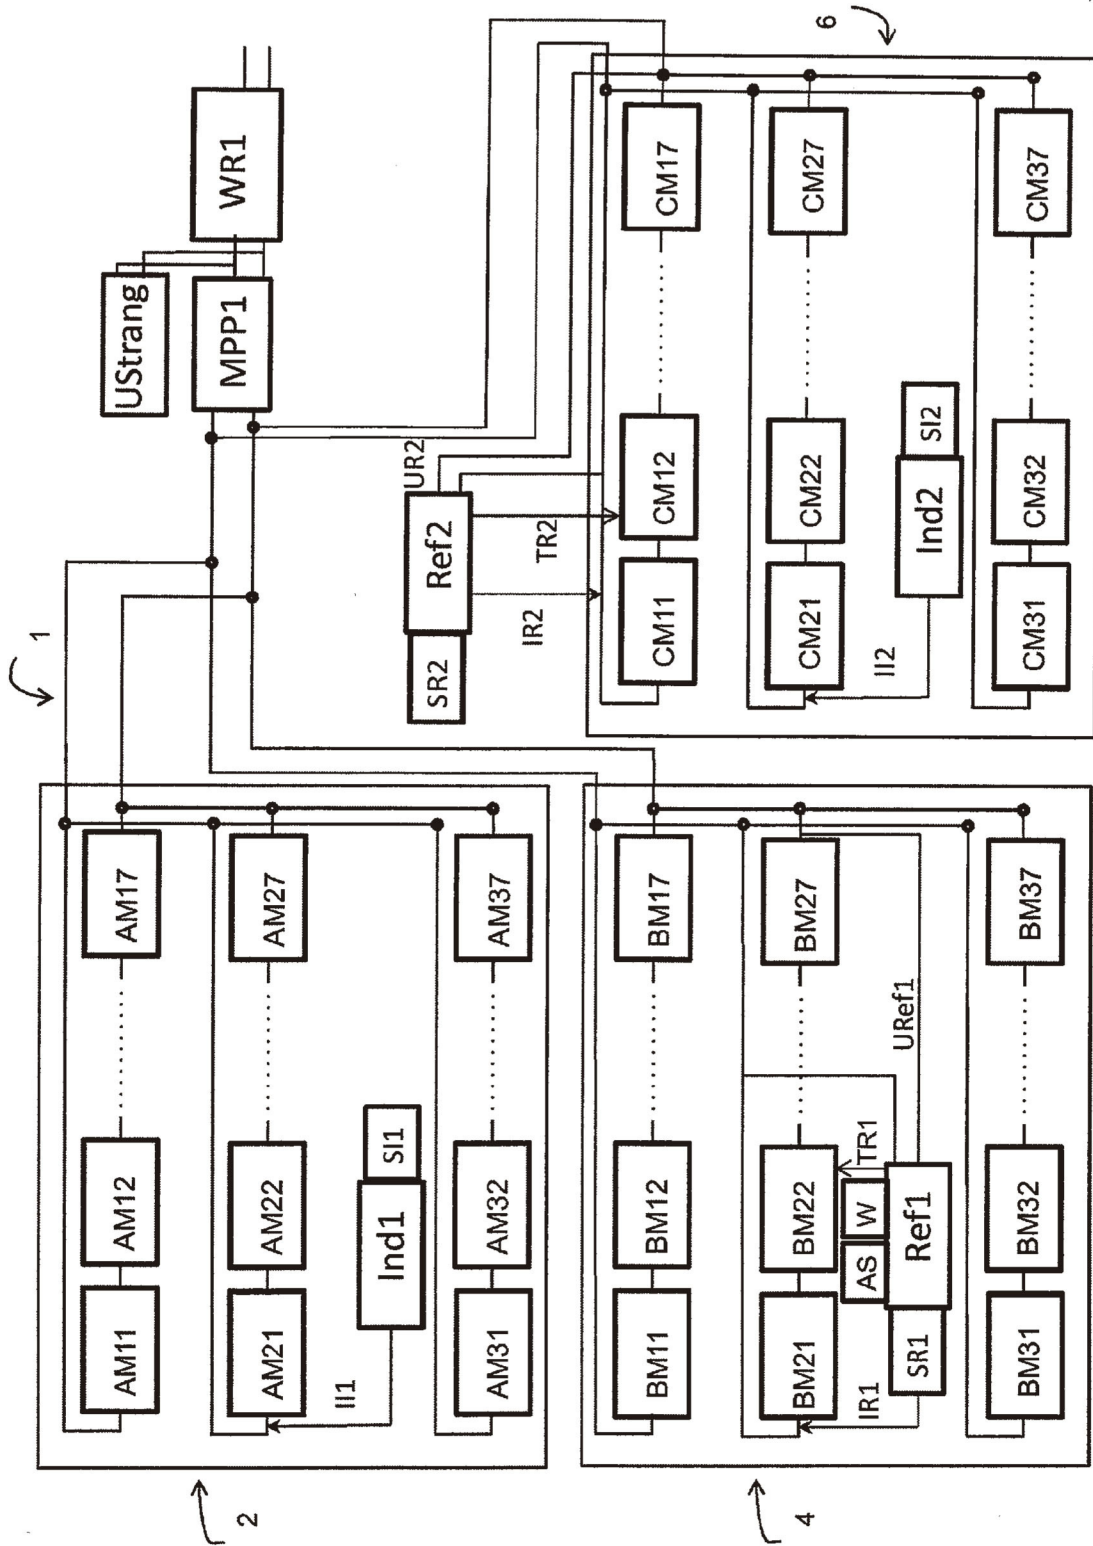 1
2
AM11
AM12
AM17
AM21
AM22
AM27
II1
Ind1
SI1
AM31
AM32
AM37
UStrang
MPP1
WR1
4
BM11
BM12
BM17
BM21
BM22
BM27
IR1
AS
W
TR1
SR1
Ref1
URef1
BM31
BM32
BM37
SR2
Ref2
UR2
IR2
TR2
6
CM11
CM12
CM17
CM21
CM22
CM27
II2
Ind2
SI2
CM31
CM32
CM37